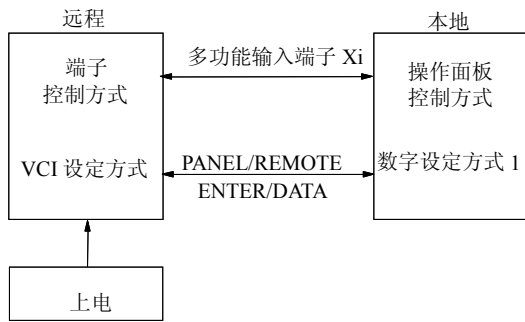 远程
本地
端子
控制方式
多功能输入端子 Xi
操作面板
控制方式
VCI 设定方式
PANEL/REMOTE
ENTER/DATA
数字设定方式 1
上电